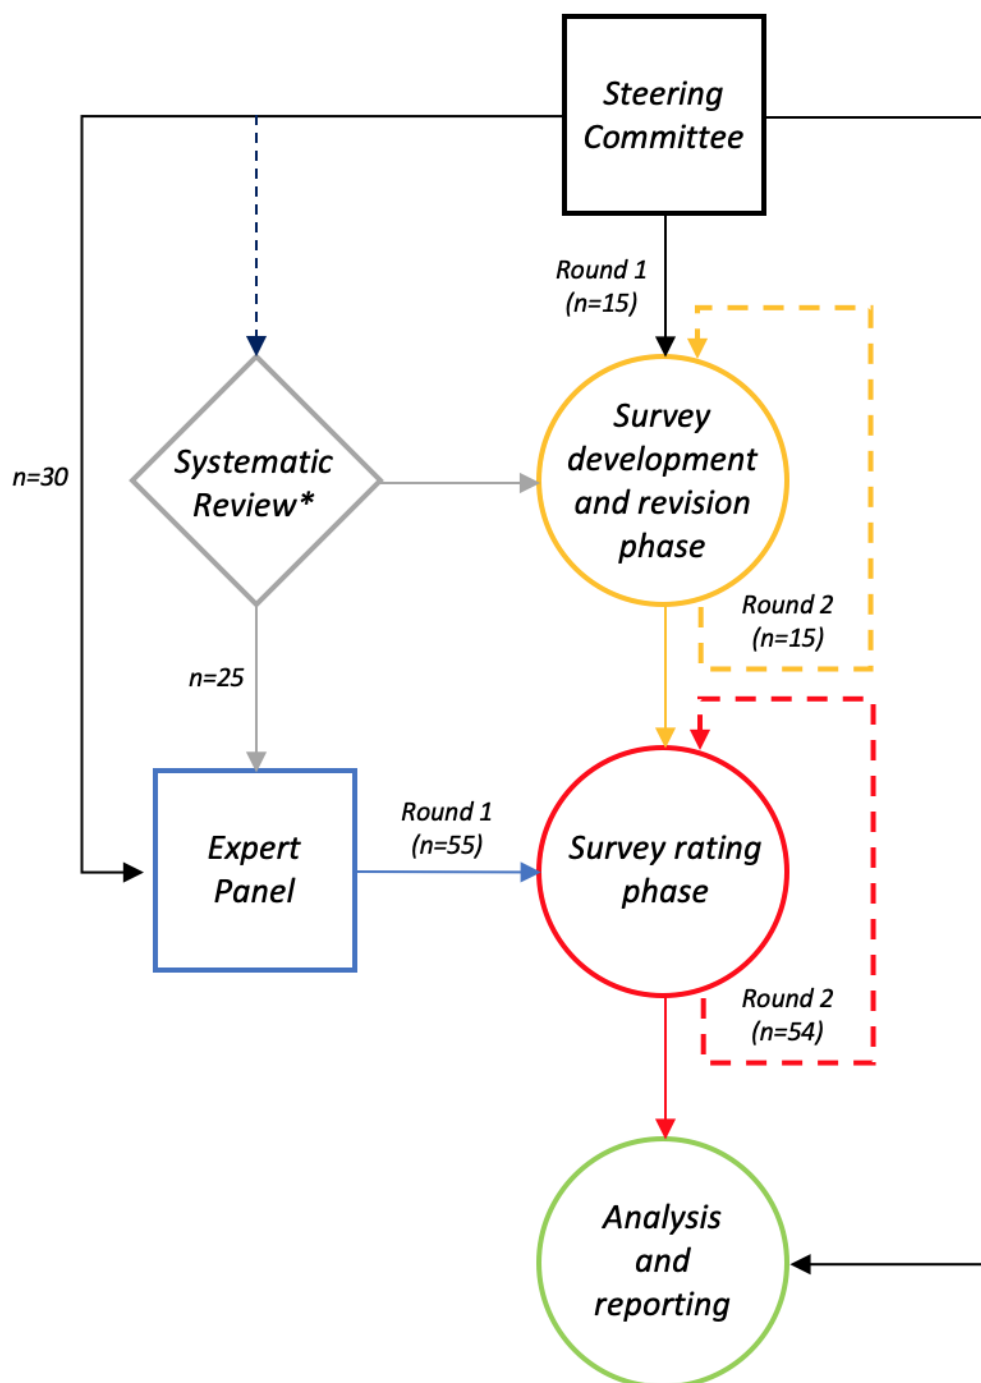 Steering
Committee
Round 1
(n=15)
Systematic
Review*
n=30
Survey
development
and revision
phase
Round 2
(n=15)
n=25
Expert
Panel
Round 1
(n=55)
Survey rating
phase
Round 2
(n=54)
Analysis
and
reporting